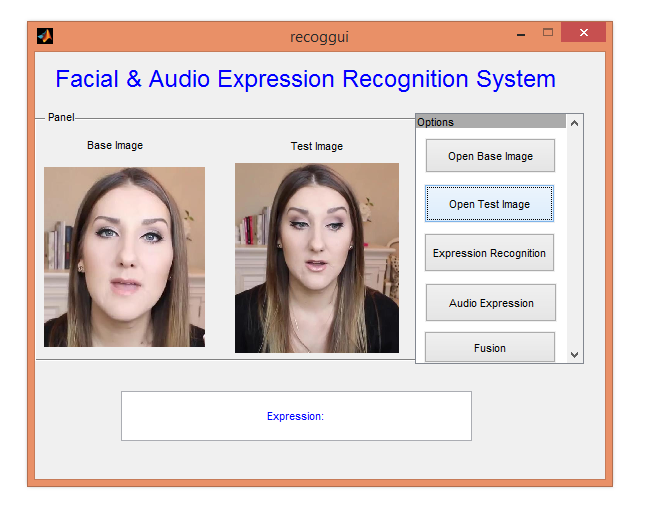 recoggui
Facial & Audio Expression Recognition System
Panel
Base Image
Test Image
Options
Open Base Image
Open Test Image
Expression Recognition
Audio Expression
Fusion
Expression: